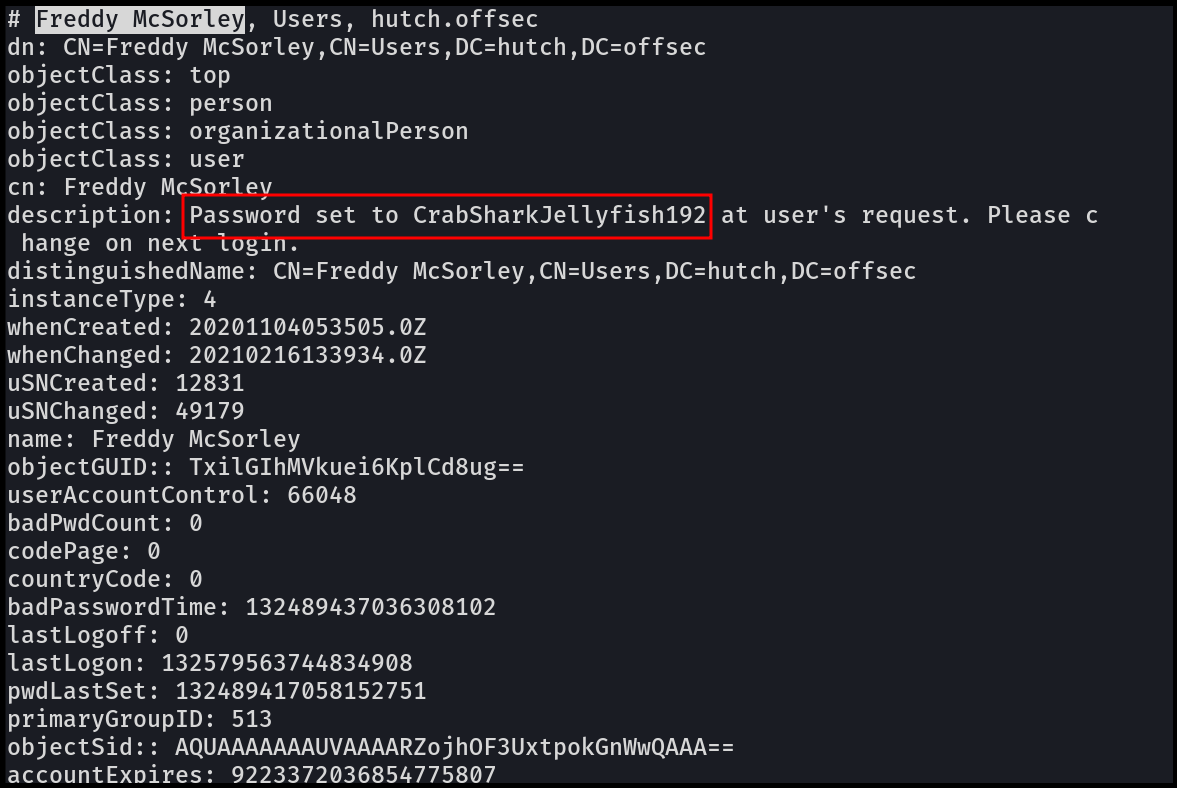 # Freddy McSorley, Users, hutch.offsec
dn: CN=Freddy McSorley,CN=Users,DC=hutch,DC=offsec
objectClass: top
objectClass: person
objectClass: organizationalPerson
objectClass: user
cn: Freddy McSorley
description: Password set to CrabSharkJellyfish192 at user's request. Please c
 hange on next login.
distinguishedName: CN=Freddy McSorley,CN=Users,DC=hutch,DC=offsec
instanceType: 4
whenCreated: 20201104053505.0Z
whenChanged: 20210216133934.0Z
uSNCreated: 12831
uSNChanged: 49179
name: Freddy McSorley
objectGUID:: TxilGIhMVkuei6KplCd8ug==
userAccountControl: 66048
badPwdCount: 0
codePage: 0
countryCode: 0
badPasswordTime: 132489437036308102
lastLogoff: 0
lastLogon: 132579563744834908
pwdLastSet: 132489417058152751
primaryGroupID: 513
objectSid:: AQUAAAAAAAUVAAAARZojhOF3UxtpokGnWwQAAA==
accountExpires: 9223372036854775807